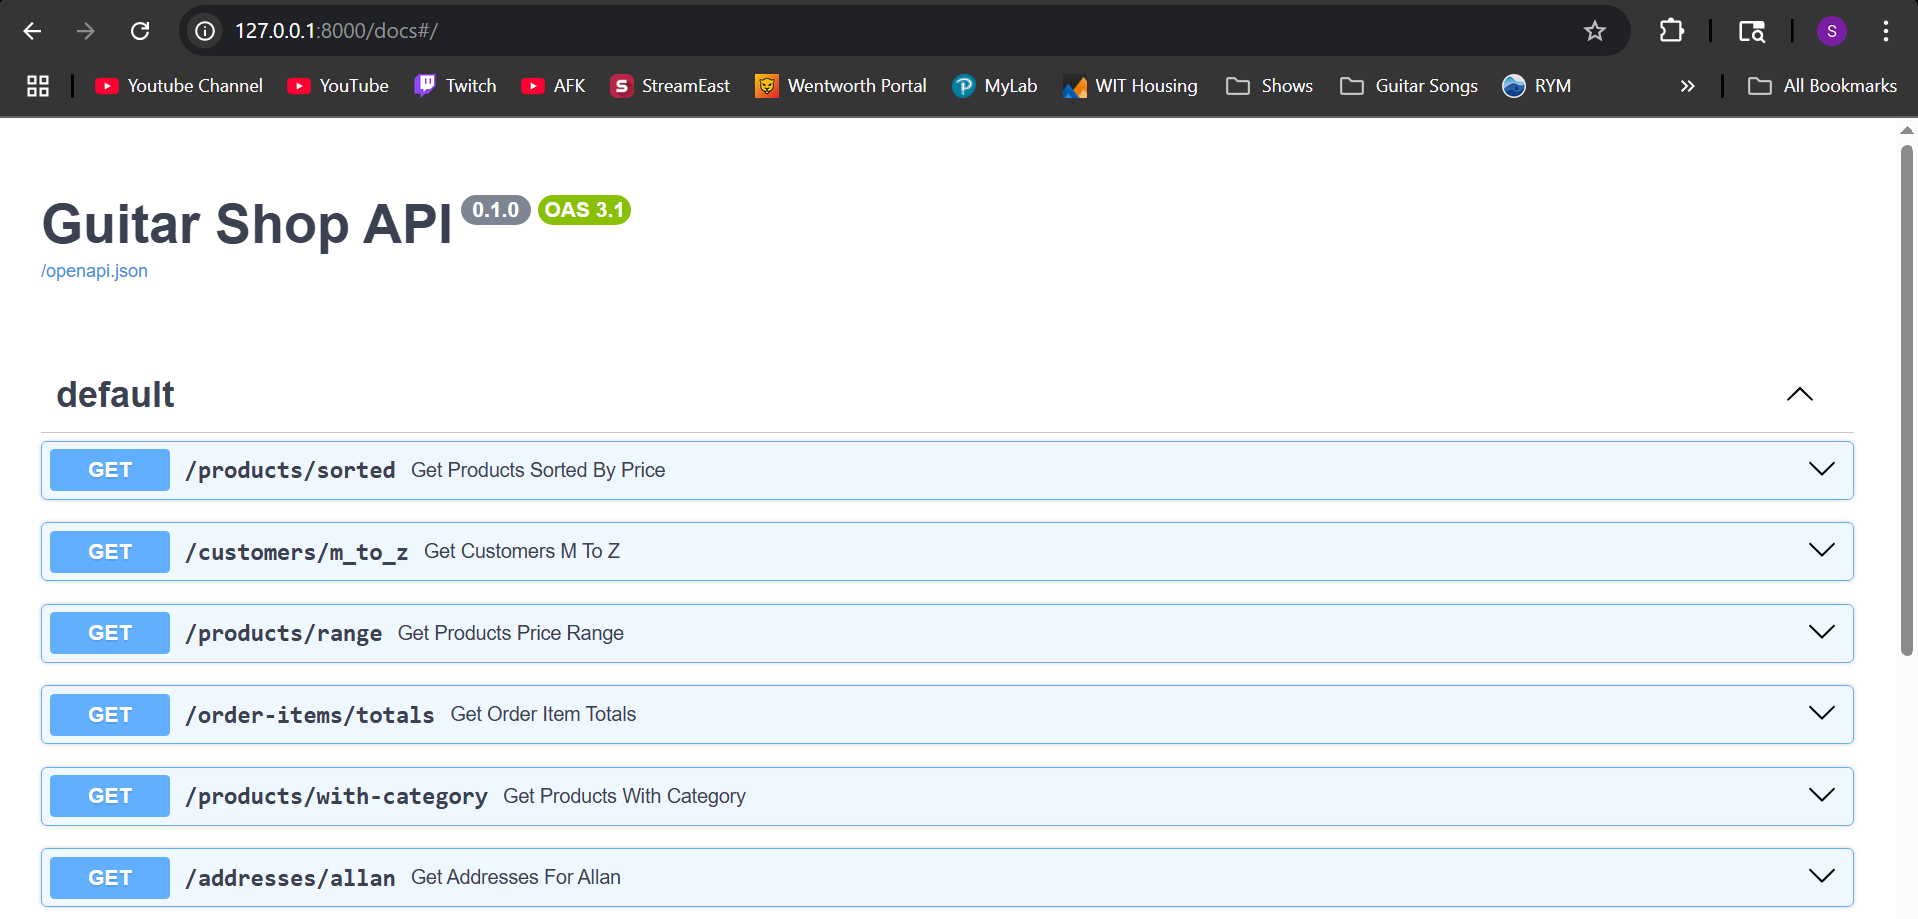 127.0.0.1:8000/docs#/
S
Youtube Channel
YouTube
Twitch
AFK
S
StreamEast
Wentworth Portal
P
MyLab
WIT Housing
Shows
Guitar Songs
RYM
»
All Bookmarks
Guitar Shop API 0.1.0 OAS 3.1
/openapi.json
default
GET /products/sorted Get Products Sorted By Price
GET /customers/m_to_z Get Customers M To Z
GET /products/range Get Products Price Range
GET /order-items/totals Get Order Item Totals
GET /products/with-category Get Products With Category
GET /addresses/allan Get Addresses For Allan